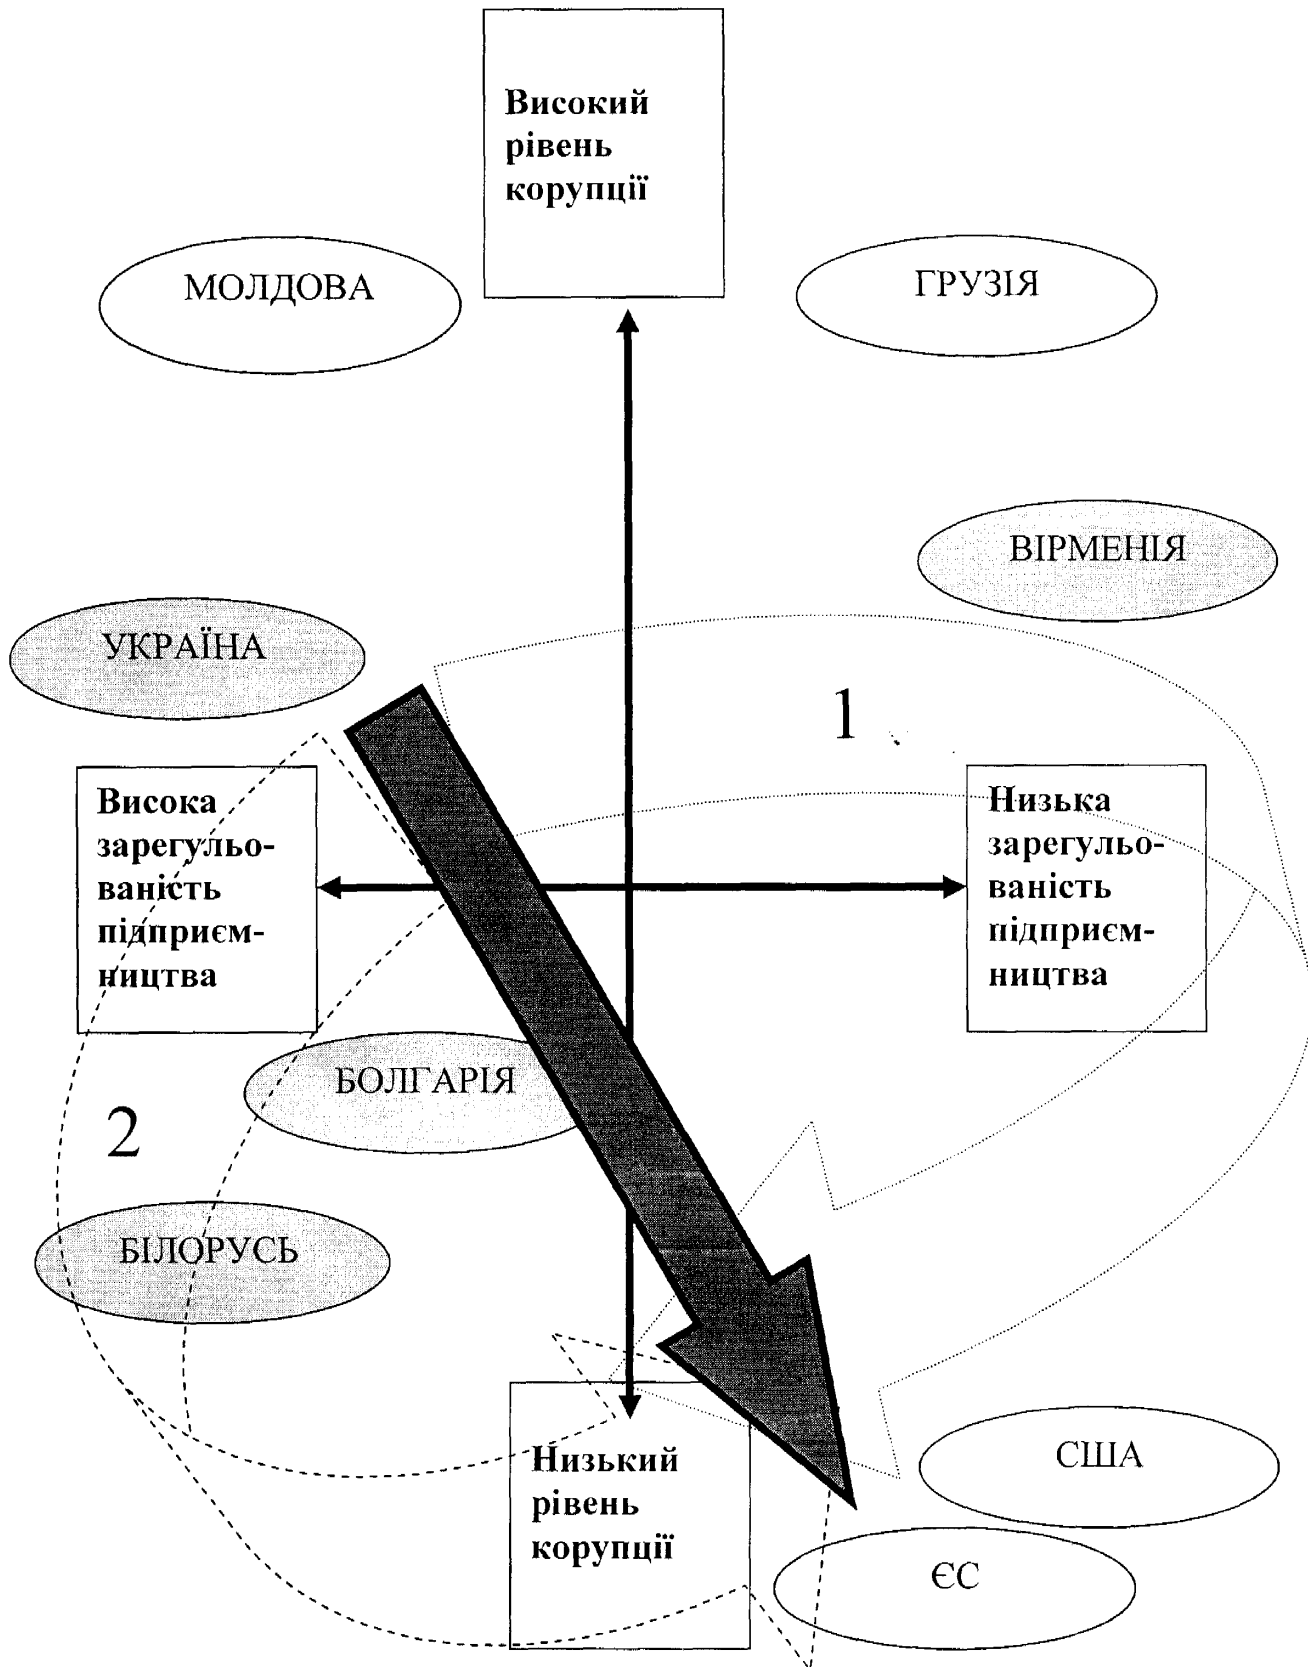 Високий
рівень
корупції
МОЛДОВА
ГРУЗІЯ
ВІРМЕНІЯ
УКРАЇНА
1
Висока
зарегульо-
ваність
підприєм-
ництва
Низька
зарегульо-
ваність
підприєм-
ництва
БОЛГАРІЯ
2
БІЛОРУСЬ
США
Низький
рівень
корупції
ЄС